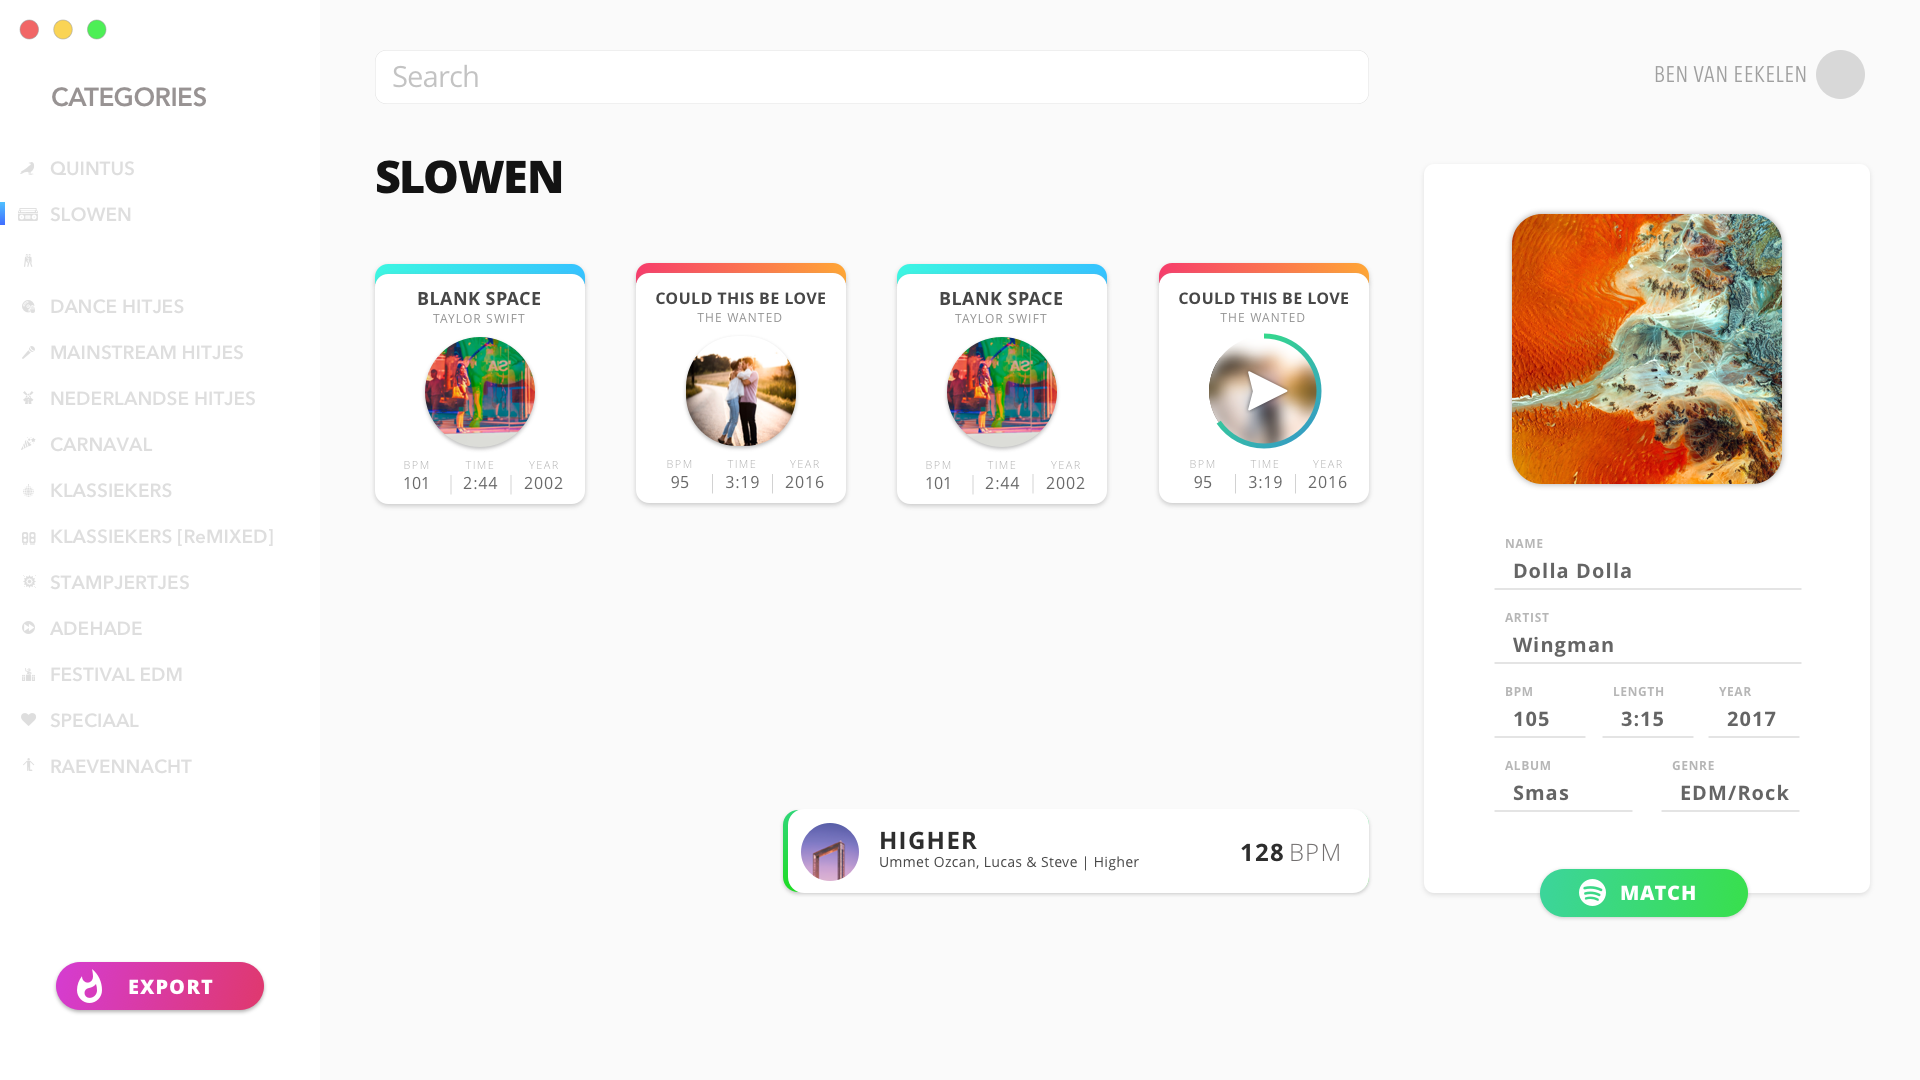 CATEGORIES
QUINTUS
SLOWEN
DANCE HITJES
MAINSTREAM HITJES
NEDERLANDSE HITJES
CARNAVAL
KLASSIEKERS
KLASSIEKERS [ReMIXED]
STAMPJERTJES
ADEHADE
FESTIVAL EDM
SPECIAAL
RAEVENNACHT
EXPORT
Search
BEN VAN EEKELEN
SLOWEN
BLANK SPACE
TAYLOR SWIFT
BPM TIME YEAR
101 2:44 2002
COULD THIS BE LOVE
THE WANTED
BPM TIME YEAR
95 3:19 2016
BLANK SPACE
TAYLOR SWIFT
BPM TIME YEAR
101 2:44 2002
COULD THIS BE LOVE
THE WANTED
BPM TIME YEAR
95 3:19 2016
HIGHER
Ummet Ozcan, Lucas & Steve | Higher
128 BPM
NAME
Dolla Dolla
ARTIST
Wingman
BPM LENGTH YEAR
105 3:15 2017
ALBUM GENRE
Smas EDM/Rock
MATCH